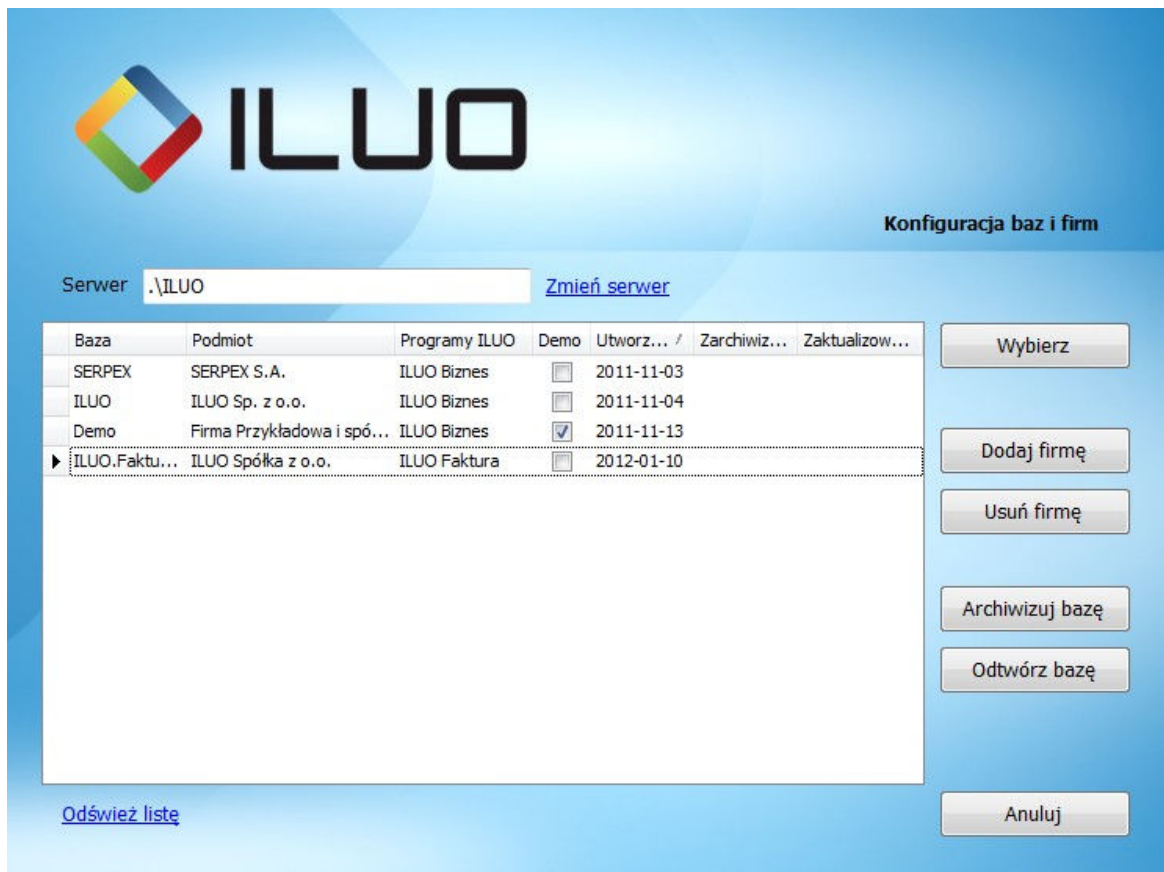 ILUO
Konfiguracja baz i firm
Serwer .\ILUO Zmień serwer
Baza Podmiot Programy ILUO Demo Utworz... Zarchiwiz... Zaktualizow...
SERPEX SERPEX S.A. ILUO Biznes 2011-11-03
ILUO ILUO Sp. z o.o. ILUO Biznes 2011-11-04
Demo Firma Przykładowa i spó... ILUO Biznes 2011-11-13
ILUO.Faktu... ILUO Spółka z o.o. ILUO Faktura 2012-01-10
Wybierz
Dodaj firmę
Usuń firmę
Archiwizuj bazę
Odtwórz bazę
Odśwież listę
Anuluj